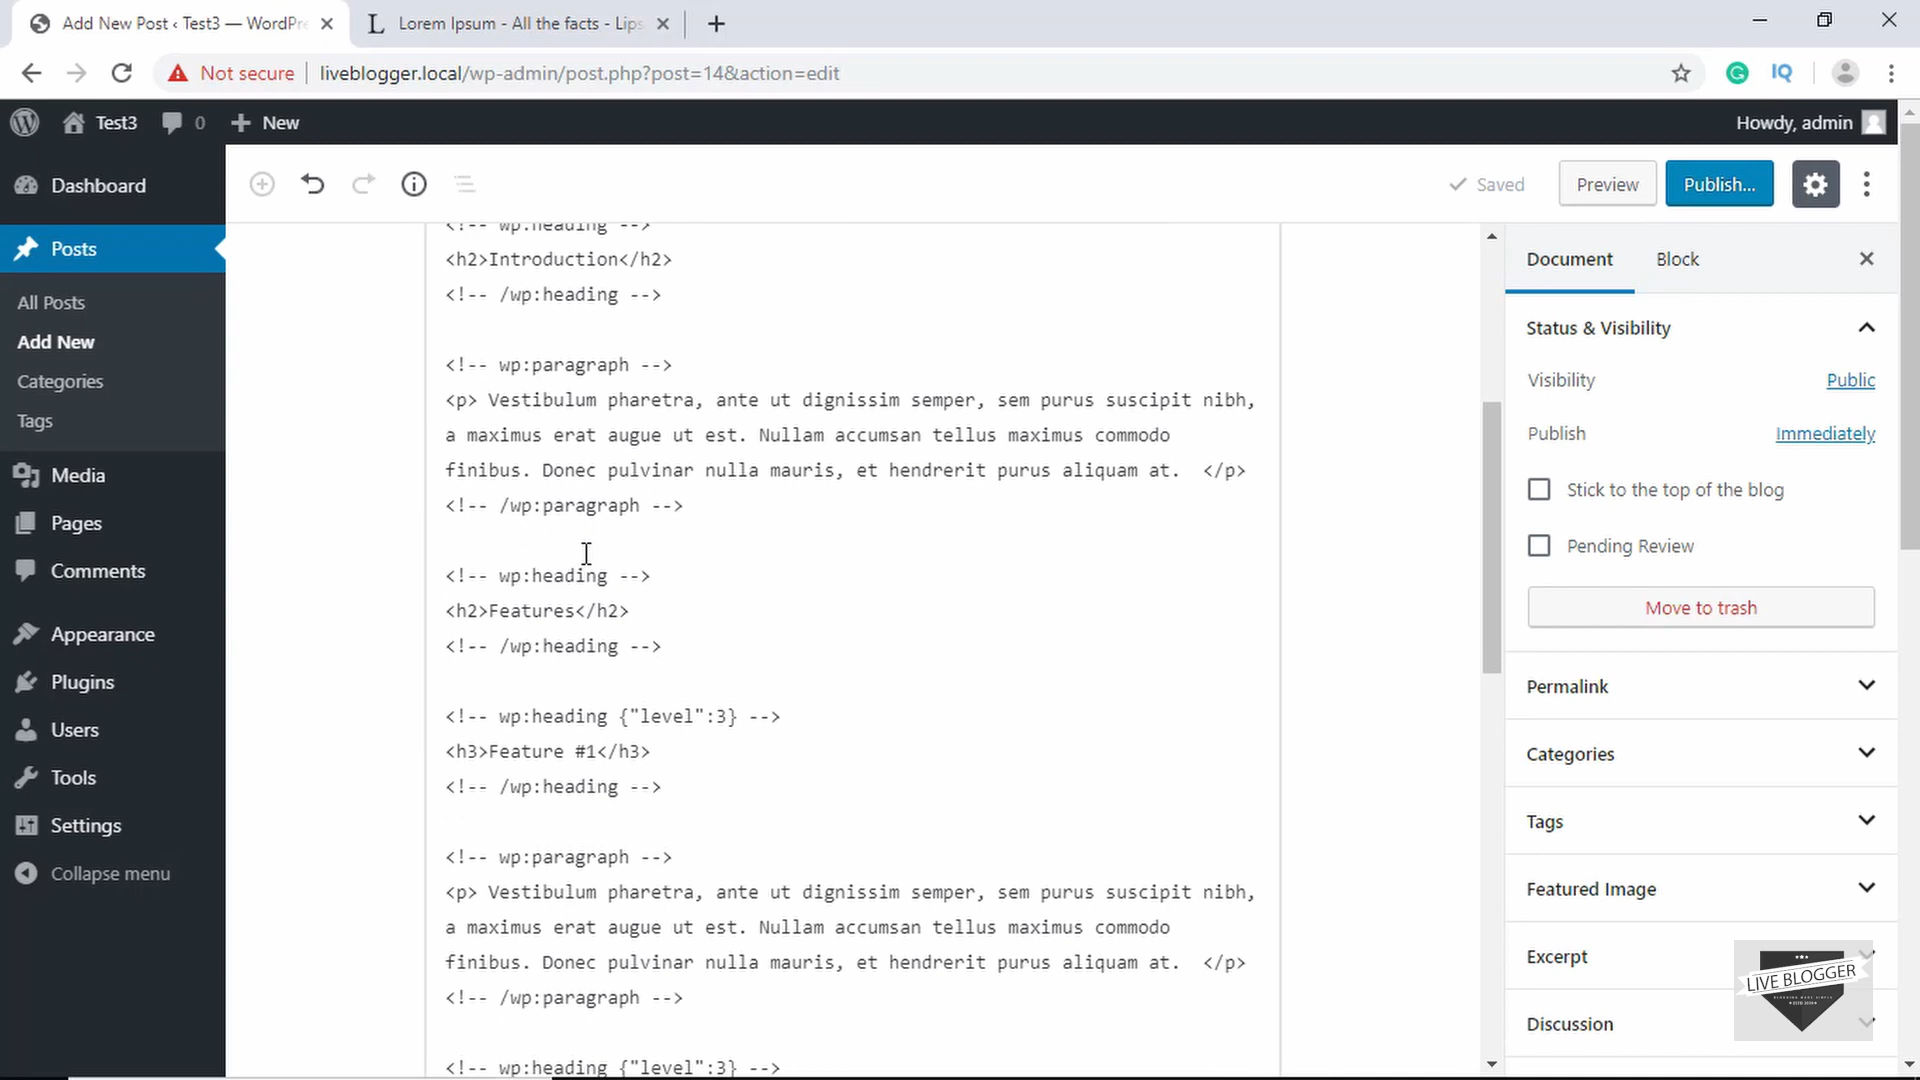 Add New Post ‹ Test3 — WordPre
Lorem Ipsum - All the facts - Lips
Not secure
liveblogger.local/wp-admin/post.php?post=14&action=edit
IQ
Test3
0
New
Howdy, admin
Dashboard
Posts
All Posts
Add New
Categories
Tags
Media
Pages
Comments
Appearance
Plugins
Users
Tools
Settings
Collapse menu
Saved
Preview
Publish...
<!-- wp:heading -->
<h2>Introduction</h2>
<!-- /wp:heading -->
<!-- wp:paragraph -->
<p> Vestibulum pharetra, ante ut dignissim semper, sem purus suscipit nibh,
a maximus erat augue ut est. Nullam accumsan tellus maximus commodo
finibus. Donec pulvinar nulla mauris, et hendrerit purus aliquam at.  </p>
<!-- /wp:paragraph -->
<!-- wp:heading -->
<h2>Features</h2>
<!-- /wp:heading -->
<!-- wp:heading {"level":3} -->
<h3>Feature #1</h3>
<!-- /wp:heading -->
<!-- wp:paragraph -->
<p> Vestibulum pharetra, ante ut dignissim semper, sem purus suscipit nibh,
a maximus erat augue ut est. Nullam accumsan tellus maximus commodo
finibus. Donec pulvinar nulla mauris, et hendrerit purus aliquam at.  </p>
<!-- /wp:paragraph -->
<!-- wp:heading {"level":3} -->
Document
Block
Status & Visibility
Visibility
Public
Publish
Immediately
Stick to the top of the blog
Pending Review
Move to trash
Permalink
Categories
Tags
Featured Image
Excerpt
Discussion
LIVE BLOGGER